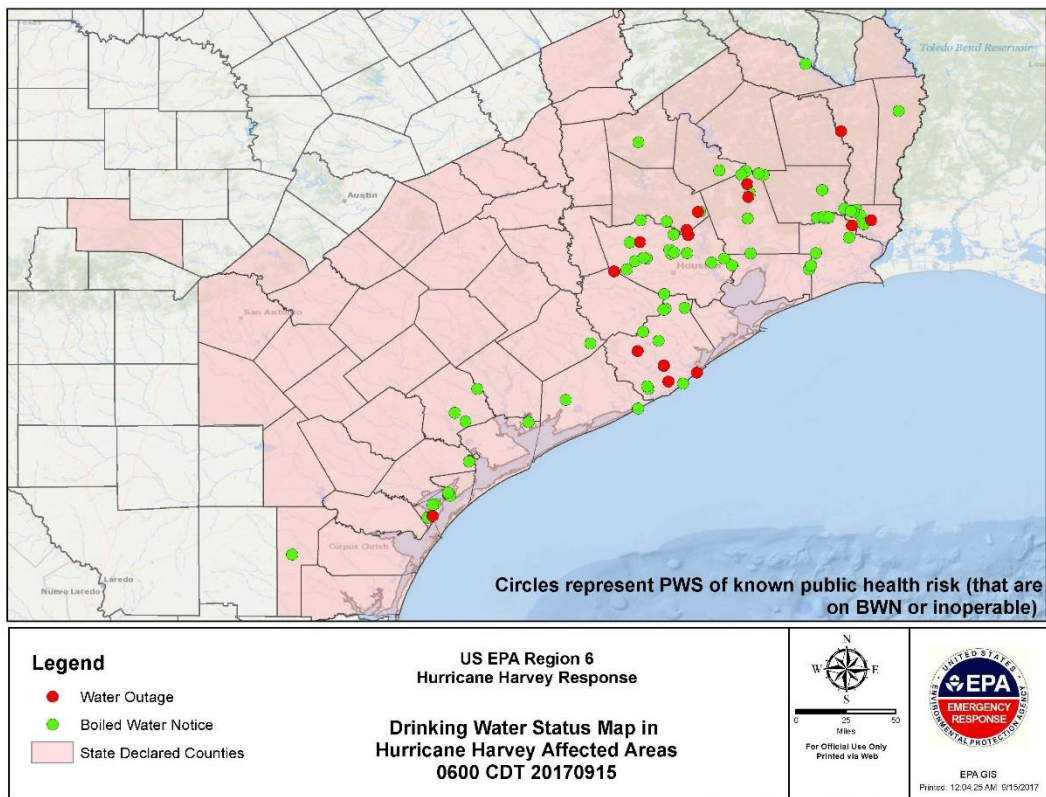 Toledo Bend Reservoir
Austin
Houston
San Antonio
Corpus Christi
Laredo
Nuevo Laredo
Circles represent PWS of known public health risk (that are
on BWN or inoperable)
Legend
Water Outage
Boiled Water Notice
State Declared Counties
US EPA Region 6
Hurricane Harvey Response
Drinking Water Status Map in
Hurricane Harvey Affected Areas
0600 CDT 20170915
N
W E
S
0 25 50
Miles
For Official Use Only
Printed via Web
UNITED STATES
EPA
EMERGENCY
RESPONSE
ENVIRONMENTAL PROTECTION AGENCY
EPA GIS
Printed: 12:04:25 AM 9/15/2017